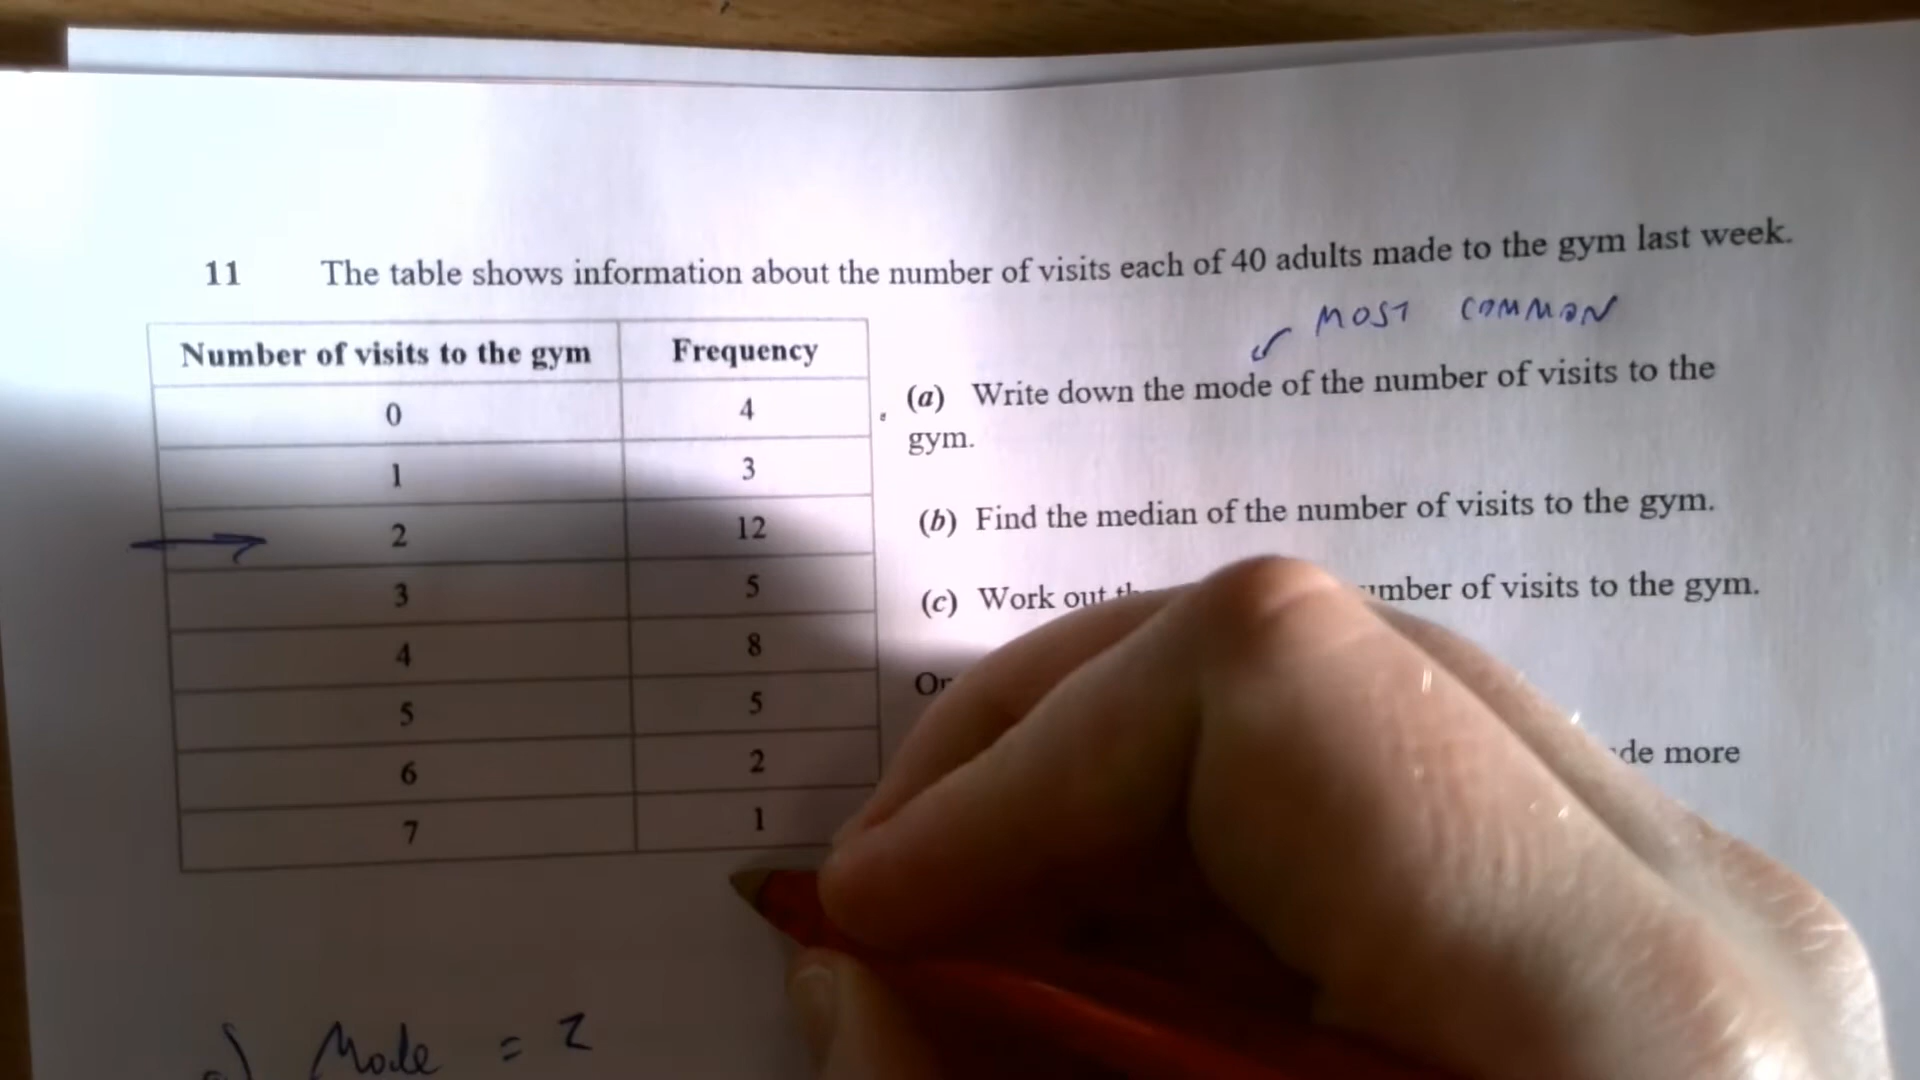 11 The table shows information about the number of visits each of 40 adults made to the gym last week.
MOST COMMON
Number of visits to the gym Frequency
0 4
1 3
2 12
3 5
4 8
5 5
6 2
7 1
(a) Write down the mode of the number of visits to the
gym.
(b) Find the median of the number of visits to the gym.
(c) Work out number of visits to the gym.
more
Mode = 2